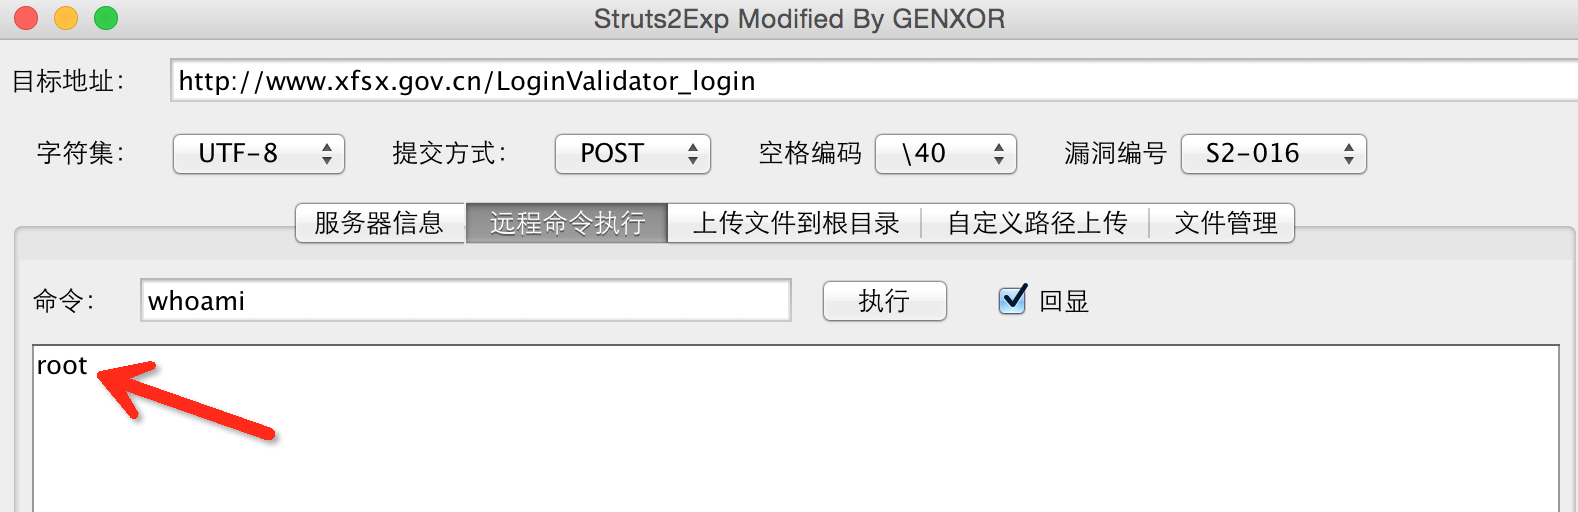 Struts2Exp Modified By GENXOR
目标地址： http://www.xfsx.gov.cn/LoginValidator_login
字符集： UTF-8 提交方式： POST 空格编码 \40 漏洞编号 S2-016
服务器信息 远程命令执行 上传文件到根目录 自定义路径上传 文件管理
命令： whoami 执行 回显
root